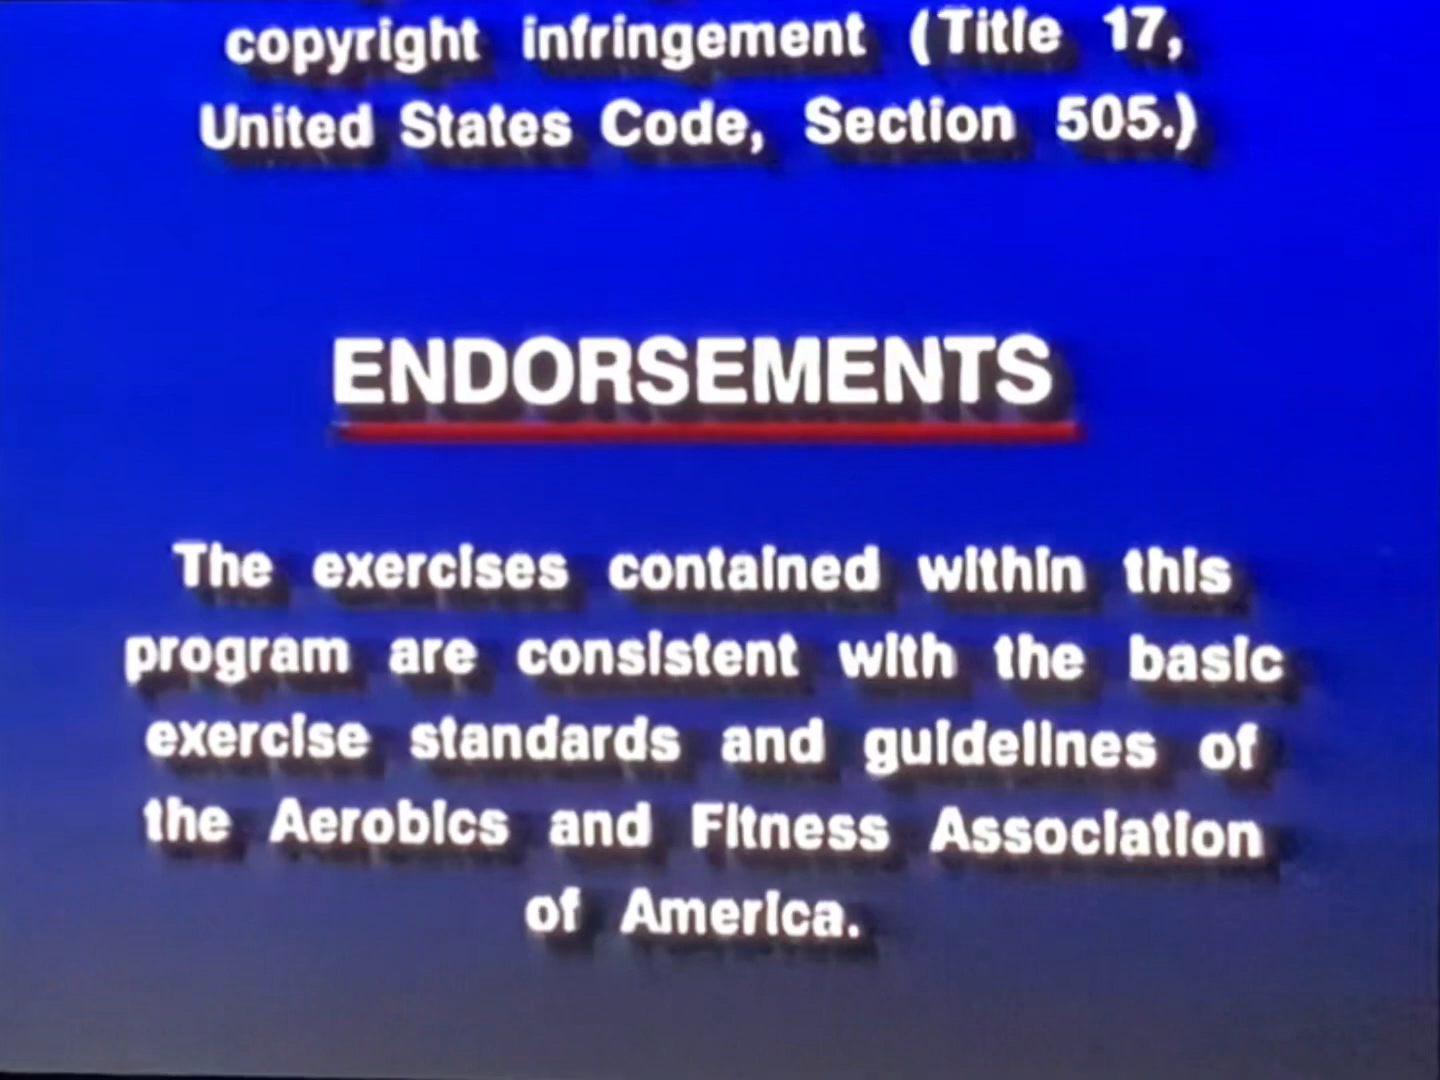 copyright infringement (Title 17,
United States Code, Section 505.)
ENDORSEMENTS
The exercises contained within this
program are consistent with the basic
exercise standards and guidelines of
the Aerobics and Fitness Association
of America.